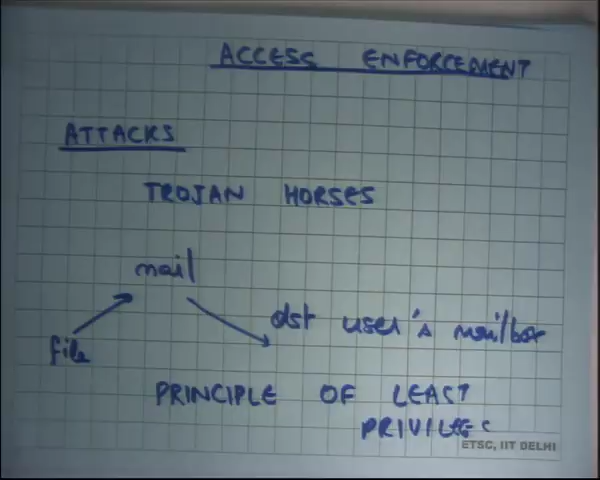 ACCESS ENFORCEMENT
ATTACKS
TROJAN HORSES
mail
dst user's mailbox
file
PRINCIPLE OF LEAST
PRIVILEGE
ETSC, IIT DELHI